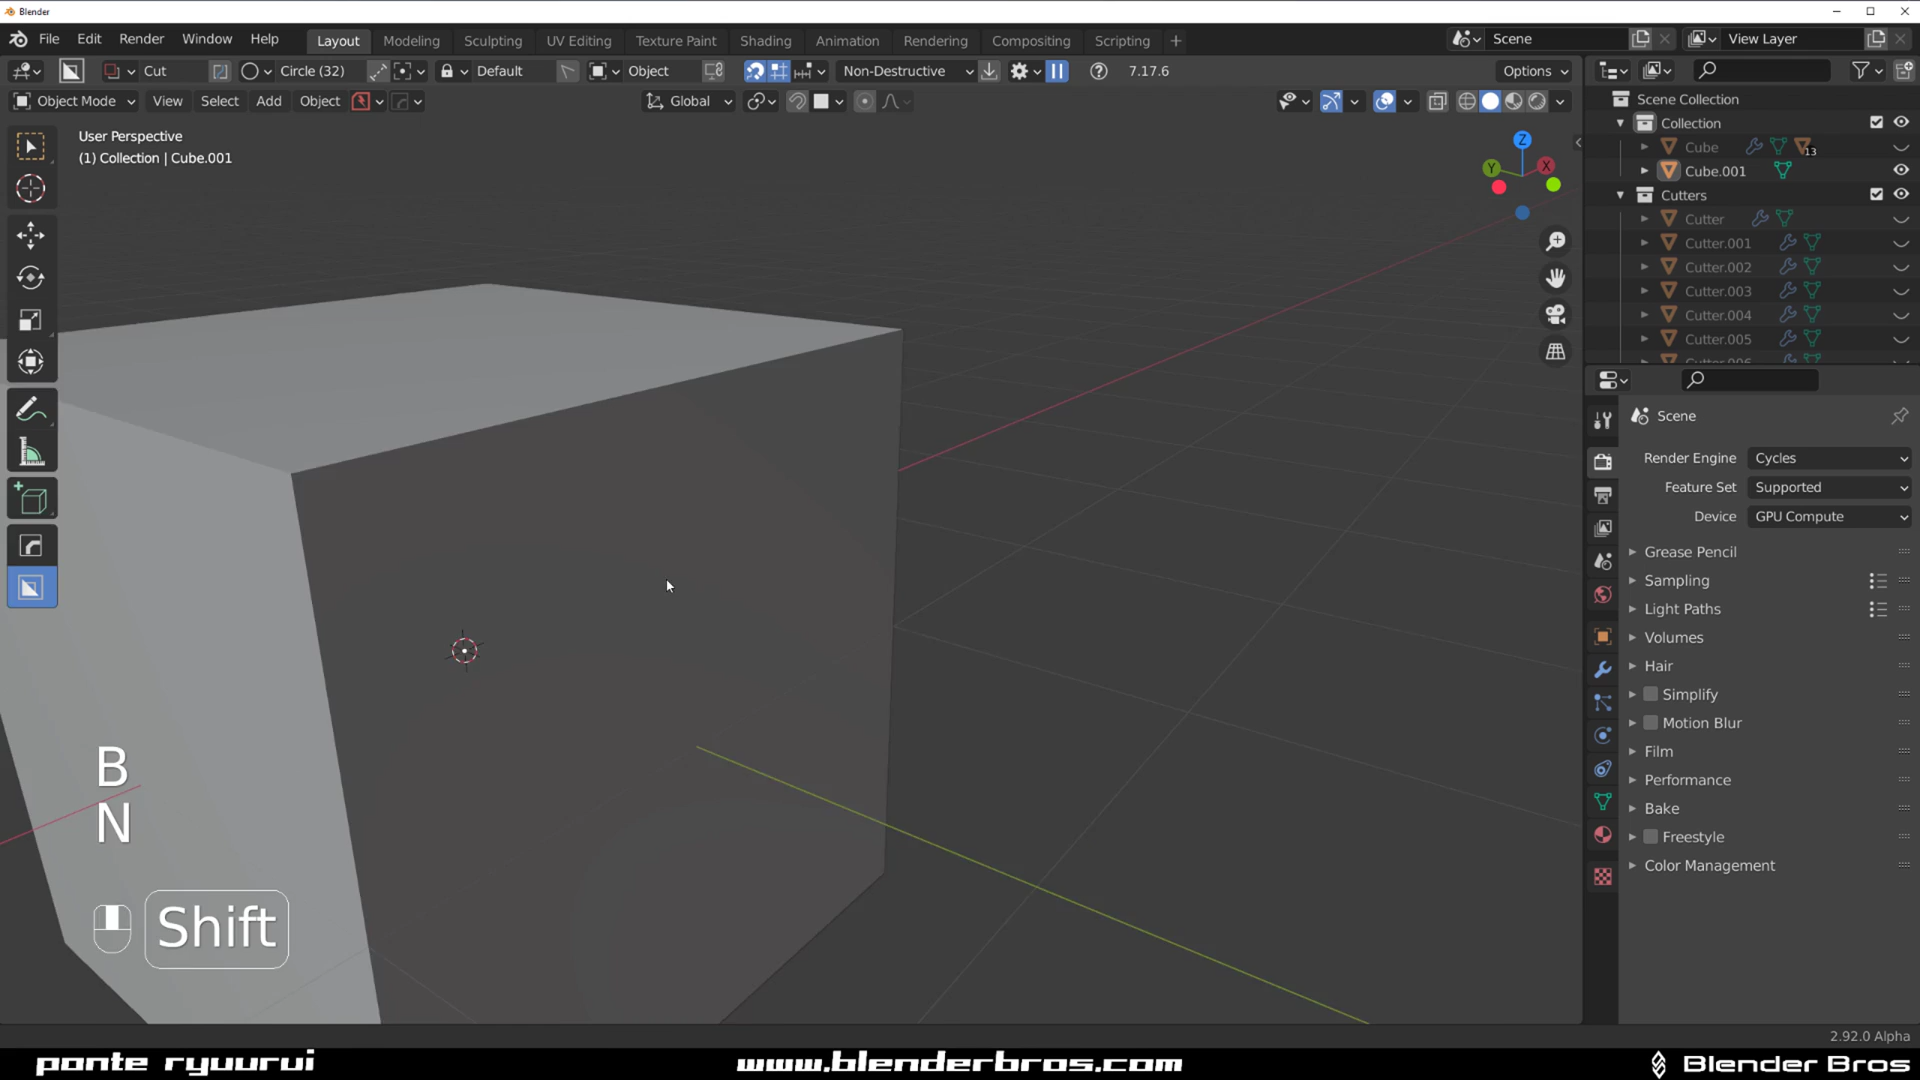 Blender
File Edit Render Window Help Layout Modeling Sculpting UV Editing Texture Paint Shading Animation Rendering Compositing Scripting + Scene View Layer
Cut Circle (32) Default Object Non-Destructive 7.17.6 Options
Object Mode View Select Add Object Global
User Perspective
(1) Collection | Cube.001
Z
Y
X
Scene Collection
Collection
Cube 13
Cube.001
Cutters
Cutter
Cutter.001
Cutter.002
Cutter.003
Cutter.004
Cutter.005
Cutter.006
Scene
Render Engine Cycles
Feature Set Supported
Device GPU Compute
Grease Pencil
Sampling
Light Paths
Volumes
Hair
Simplify
Motion Blur
Film
Performance
Bake
Freestyle
Color Management
B
N
Shift
2.92.0 Alpha
ponte ryuurui www.blenderbros.com Blender Bros